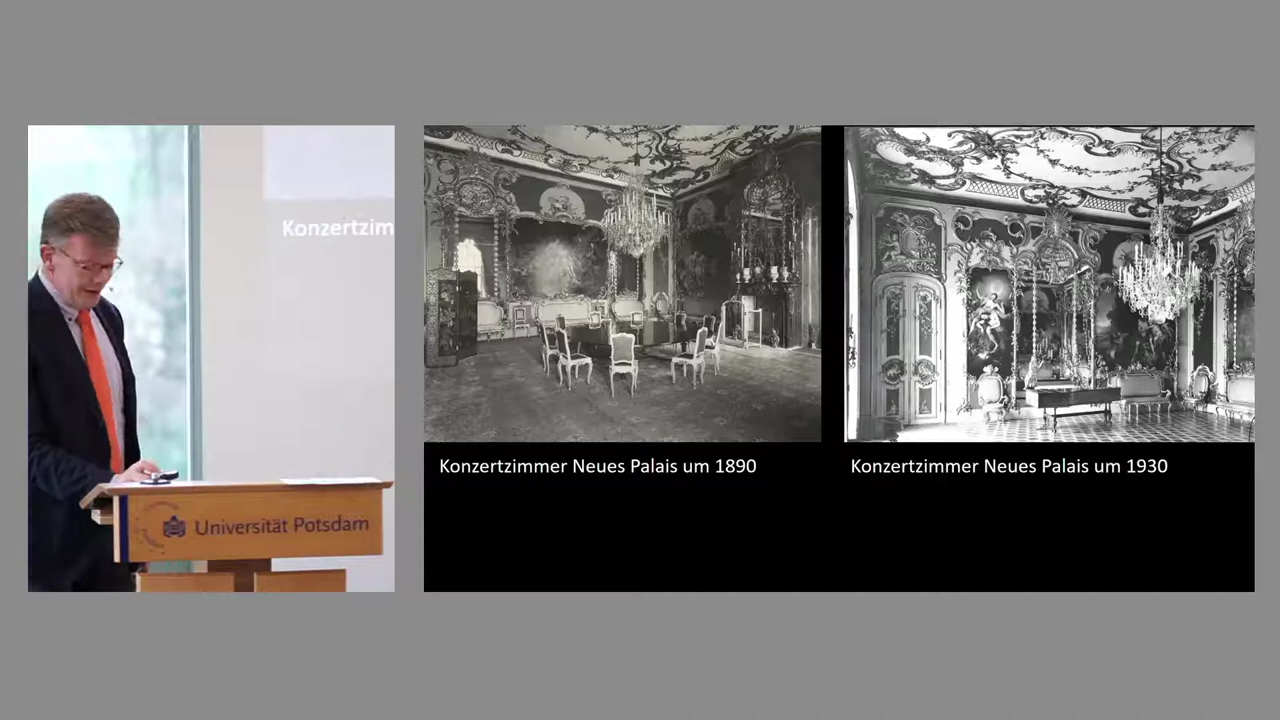 Konzertzim
Universität Potsdam
Konzertzimmer Neues Palais um 1890
Konzertzimmer Neues Palais um 1930